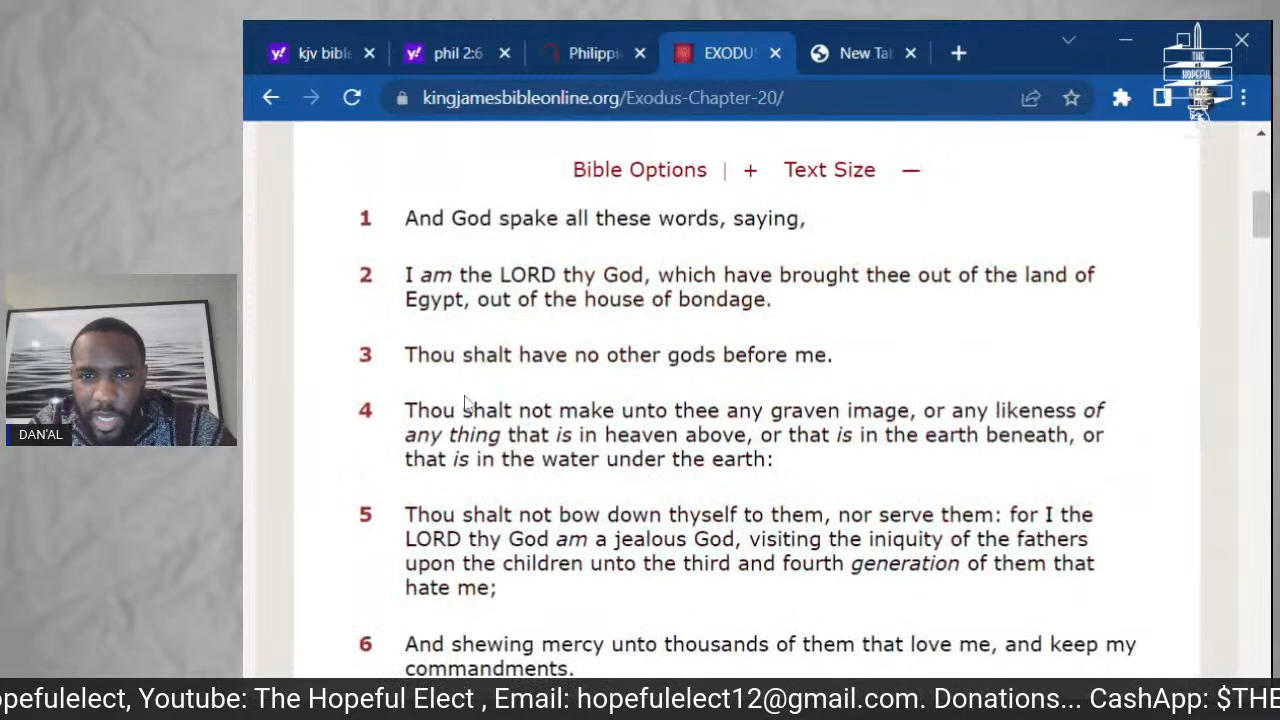 kjv bibl
phil 2:6
Philippi
EXODUS
New Tab
kingjamesbibleonline.org/Exodus-Chapter-20/
THE
HOPEFUL
ELECT
Bible Options | + Text Size —
1 And God spake all these words, saying,
2 I am the LORD thy God, which have brought thee out of the land of
Egypt, out of the house of bondage.
3 Thou shalt have no other gods before me.
4 Thou shalt not make unto thee any graven image, or any likeness of
any thing that is in heaven above, or that is in the earth beneath, or
that is in the water under the earth:
5 Thou shalt not bow down thyself to them, nor serve them: for I the
LORD thy God am a jealous God, visiting the iniquity of the fathers
upon the children unto the third and fourth generation of them that
hate me;
6 And shewing mercy unto thousands of them that love me, and keep my
commandments.
DAN'AL
opefulelect, Youtube: The Hopeful Elect , Email: hopefulelect12@gmail.com. Donations... CashApp: $THE